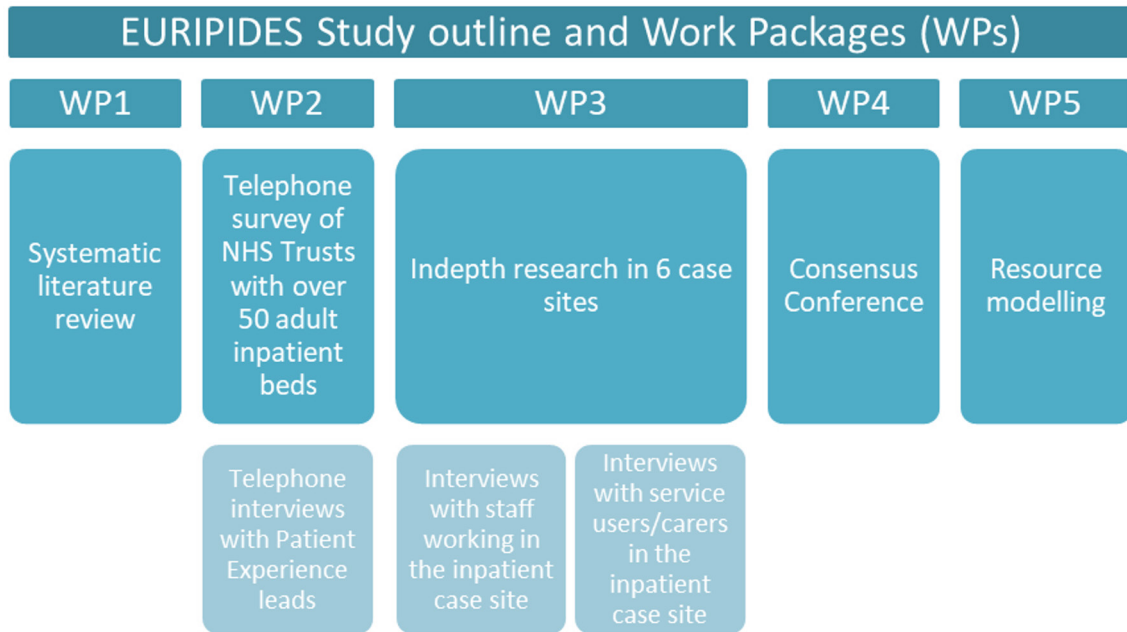 EURIPIDES Study outline and Work Packages (WPs)
WP1
WP2
WP3
WP4
WP5
Systematic
literature
review
Telephone
survey of
NHS Trusts
with over
50 adult
inpatient
beds
Indepth research in 6 case
sites
Consensus
Conference
Resource
modelling
Telephone
interviews
with Patient
Experience
leads
Interviews
with staff
working in
the inpatient
case site
Interviews
with service
users/carers
in the
inpatient
case site